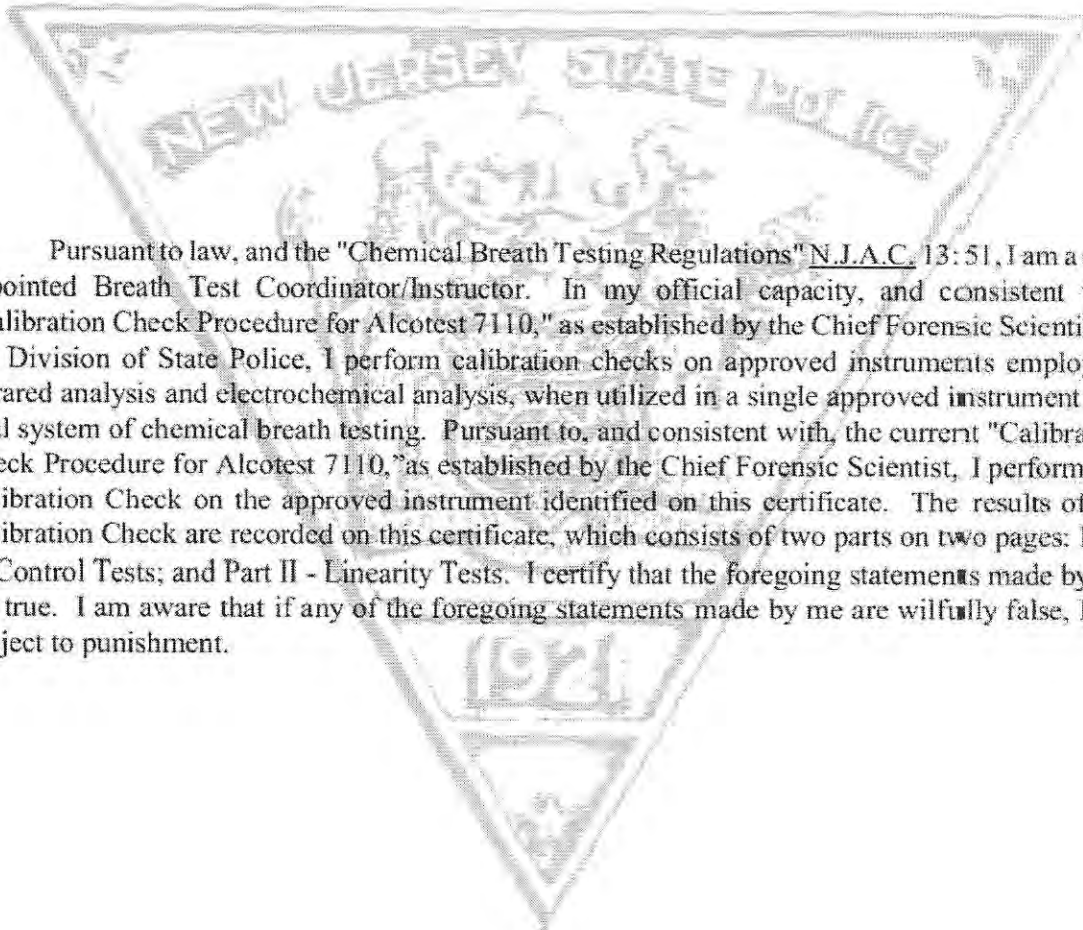 NEW JERSEY STATE POLICE
Pursuant to law, and the "Chemical Breath Testing Regulations" N.J.A.C. 13:51, I am a
pointed Breath Test Coordinator/Instructor. In my official capacity, and consistent
alibration Check Procedure for Alcotest 7110," as established by the Chief Forensic Scienti
Division of State Police, I perform calibration checks on approved instruments emplo
rared analysis and electrochemical analysis, when utilized in a single approved instrument
al system of chemical breath testing. Pursuant to, and consistent with, the current "Calibra
eck Procedure for Alcotest 7110," as established by the Chief Forensic Scientist, I perform
libration Check on the approved instrument identified on this certificate. The results of
libration Check are recorded on this certificate, which consists of two parts on two pages:
Control Tests; and Part II - Linearity Tests. I certify that the foregoing statements made by
true. I am aware that if any of the foregoing statements made by me are wilfully false,
ject to punishment.
1921